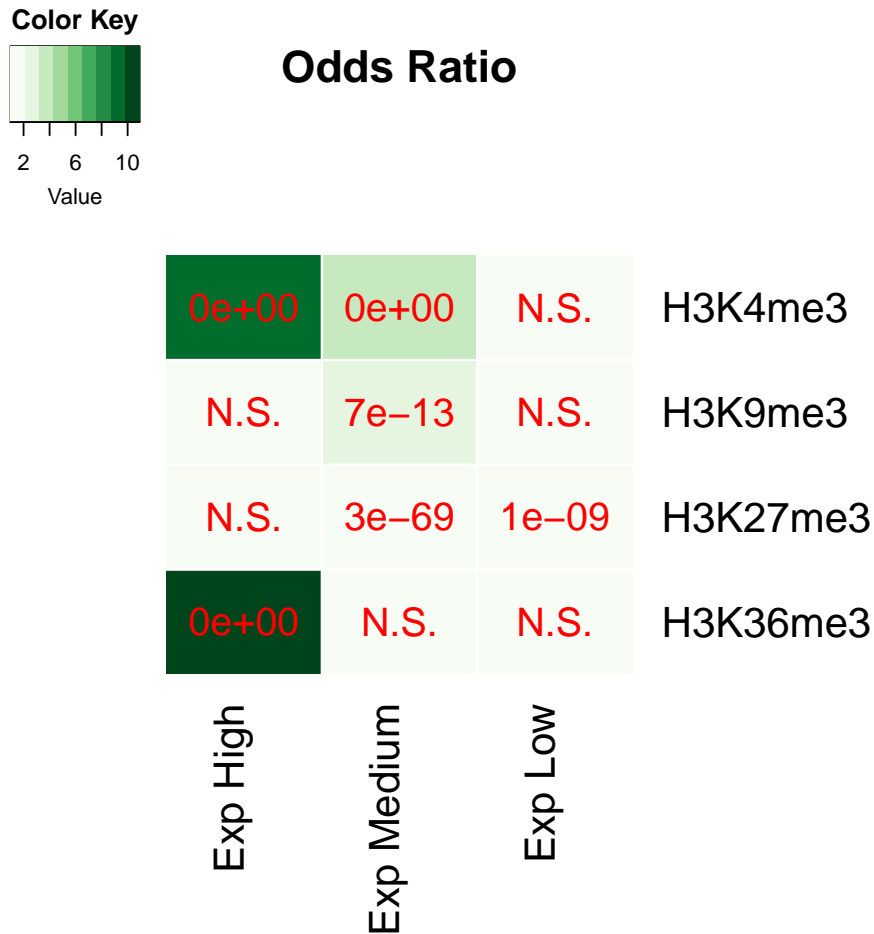 Color Key
2 6 10
Value
Odds Ratio
0e+00 0e+00 N.S. H3K4me3
N.S. 7e−13 N.S. H3K9me3
N.S. 3e−69 1e−09 H3K27me3
0e+00 N.S. N.S. H3K36me3
Exp High
Exp Medium
Exp Low